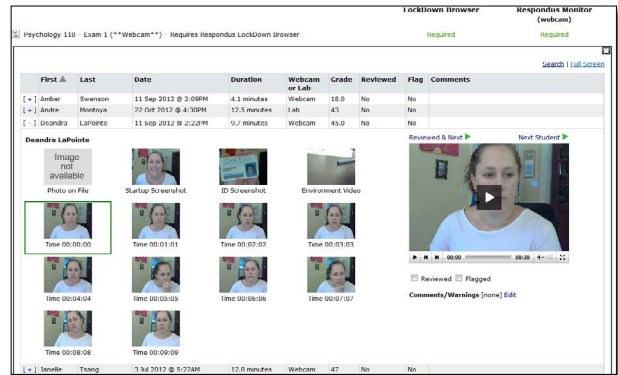 LockDown Browser Respondus Monitor (webcam)
Psychology 110 - Exam 1 (**Webcam**) - Requires Respondus LockDown Browser Required Required
Search | Full Screen
First Last Date Duration Webcam or Lab Grade Reviewed Flag Comments
[ + ] Amber Swenson 11 Sep 2012 @ 2:09PM 4.1 minutes Webcam 18.0 No No
[ + ] Andre Montoya 22 Oct 2012 @ 4:30PM 12.5 minutes Lab 43 No No
[ - ] Deandra LaPointe 11 Sep 2012 @ 2:22PM 9.7 minutes Webcam 45.0 No No
Deandra LaPointe
Reviewed & Next Next Student
Image not available
Photo on File Startup Screenshot ID Screenshot Environment Video
Time 00:00:00 Time 00:01:01 Time 00:02:02 Time 00:03:03
00:00 09:39
Reviewed Flagged
Comments/Warnings [none] Edit
Time 00:04:04 Time 00:05:05 Time 00:06:06 Time 00:07:07
Time 00:08:08 Time 00:09:09
[ + ] Janelle Tsang 3 Jul 2012 @ 5:22AM 12.0 minutes Webcam 47 No No